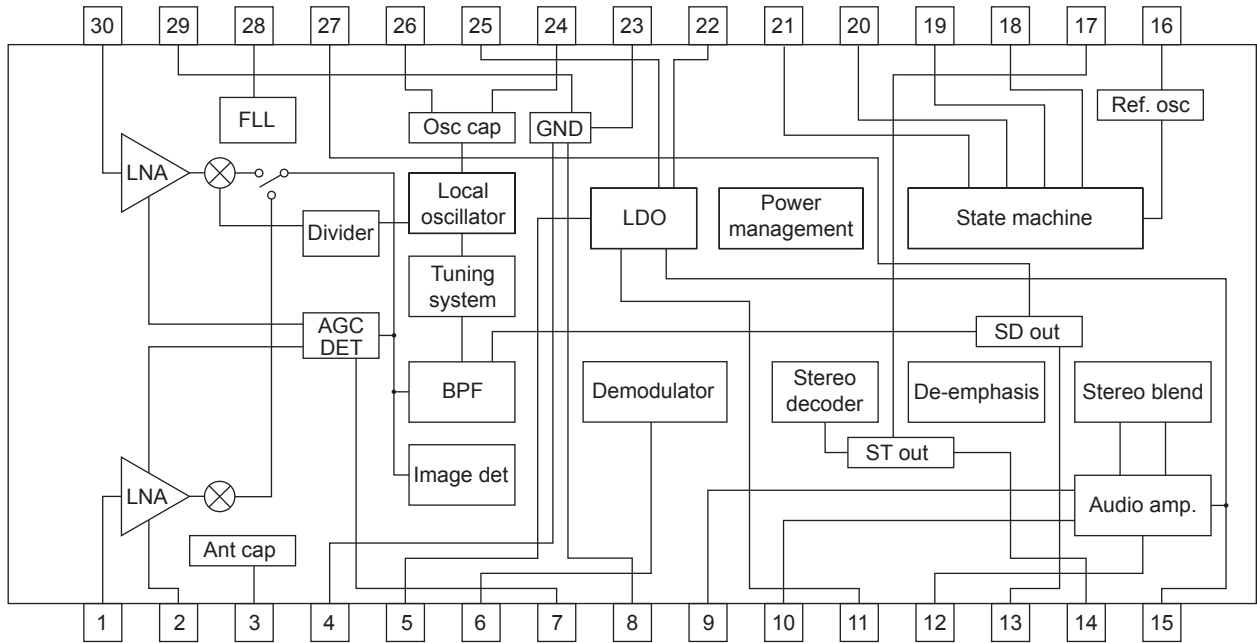 30 29 28 27 26 25 24 23 22 21 20 19 18 17 16
FLL
Osc cap
GND
Ref. osc
LNA
Local
oscillator
Divider
LDO
Power
management
State machine
Tuning
system
AGC
DET
SD out
BPF
Demodulator
Stereo
decoder
De-emphasis
Stereo blend
ST out
Image det
LNA
Audio amp.
Ant cap
1 2 3 4 5 6 7 8 9 10 11 12 13 14 15